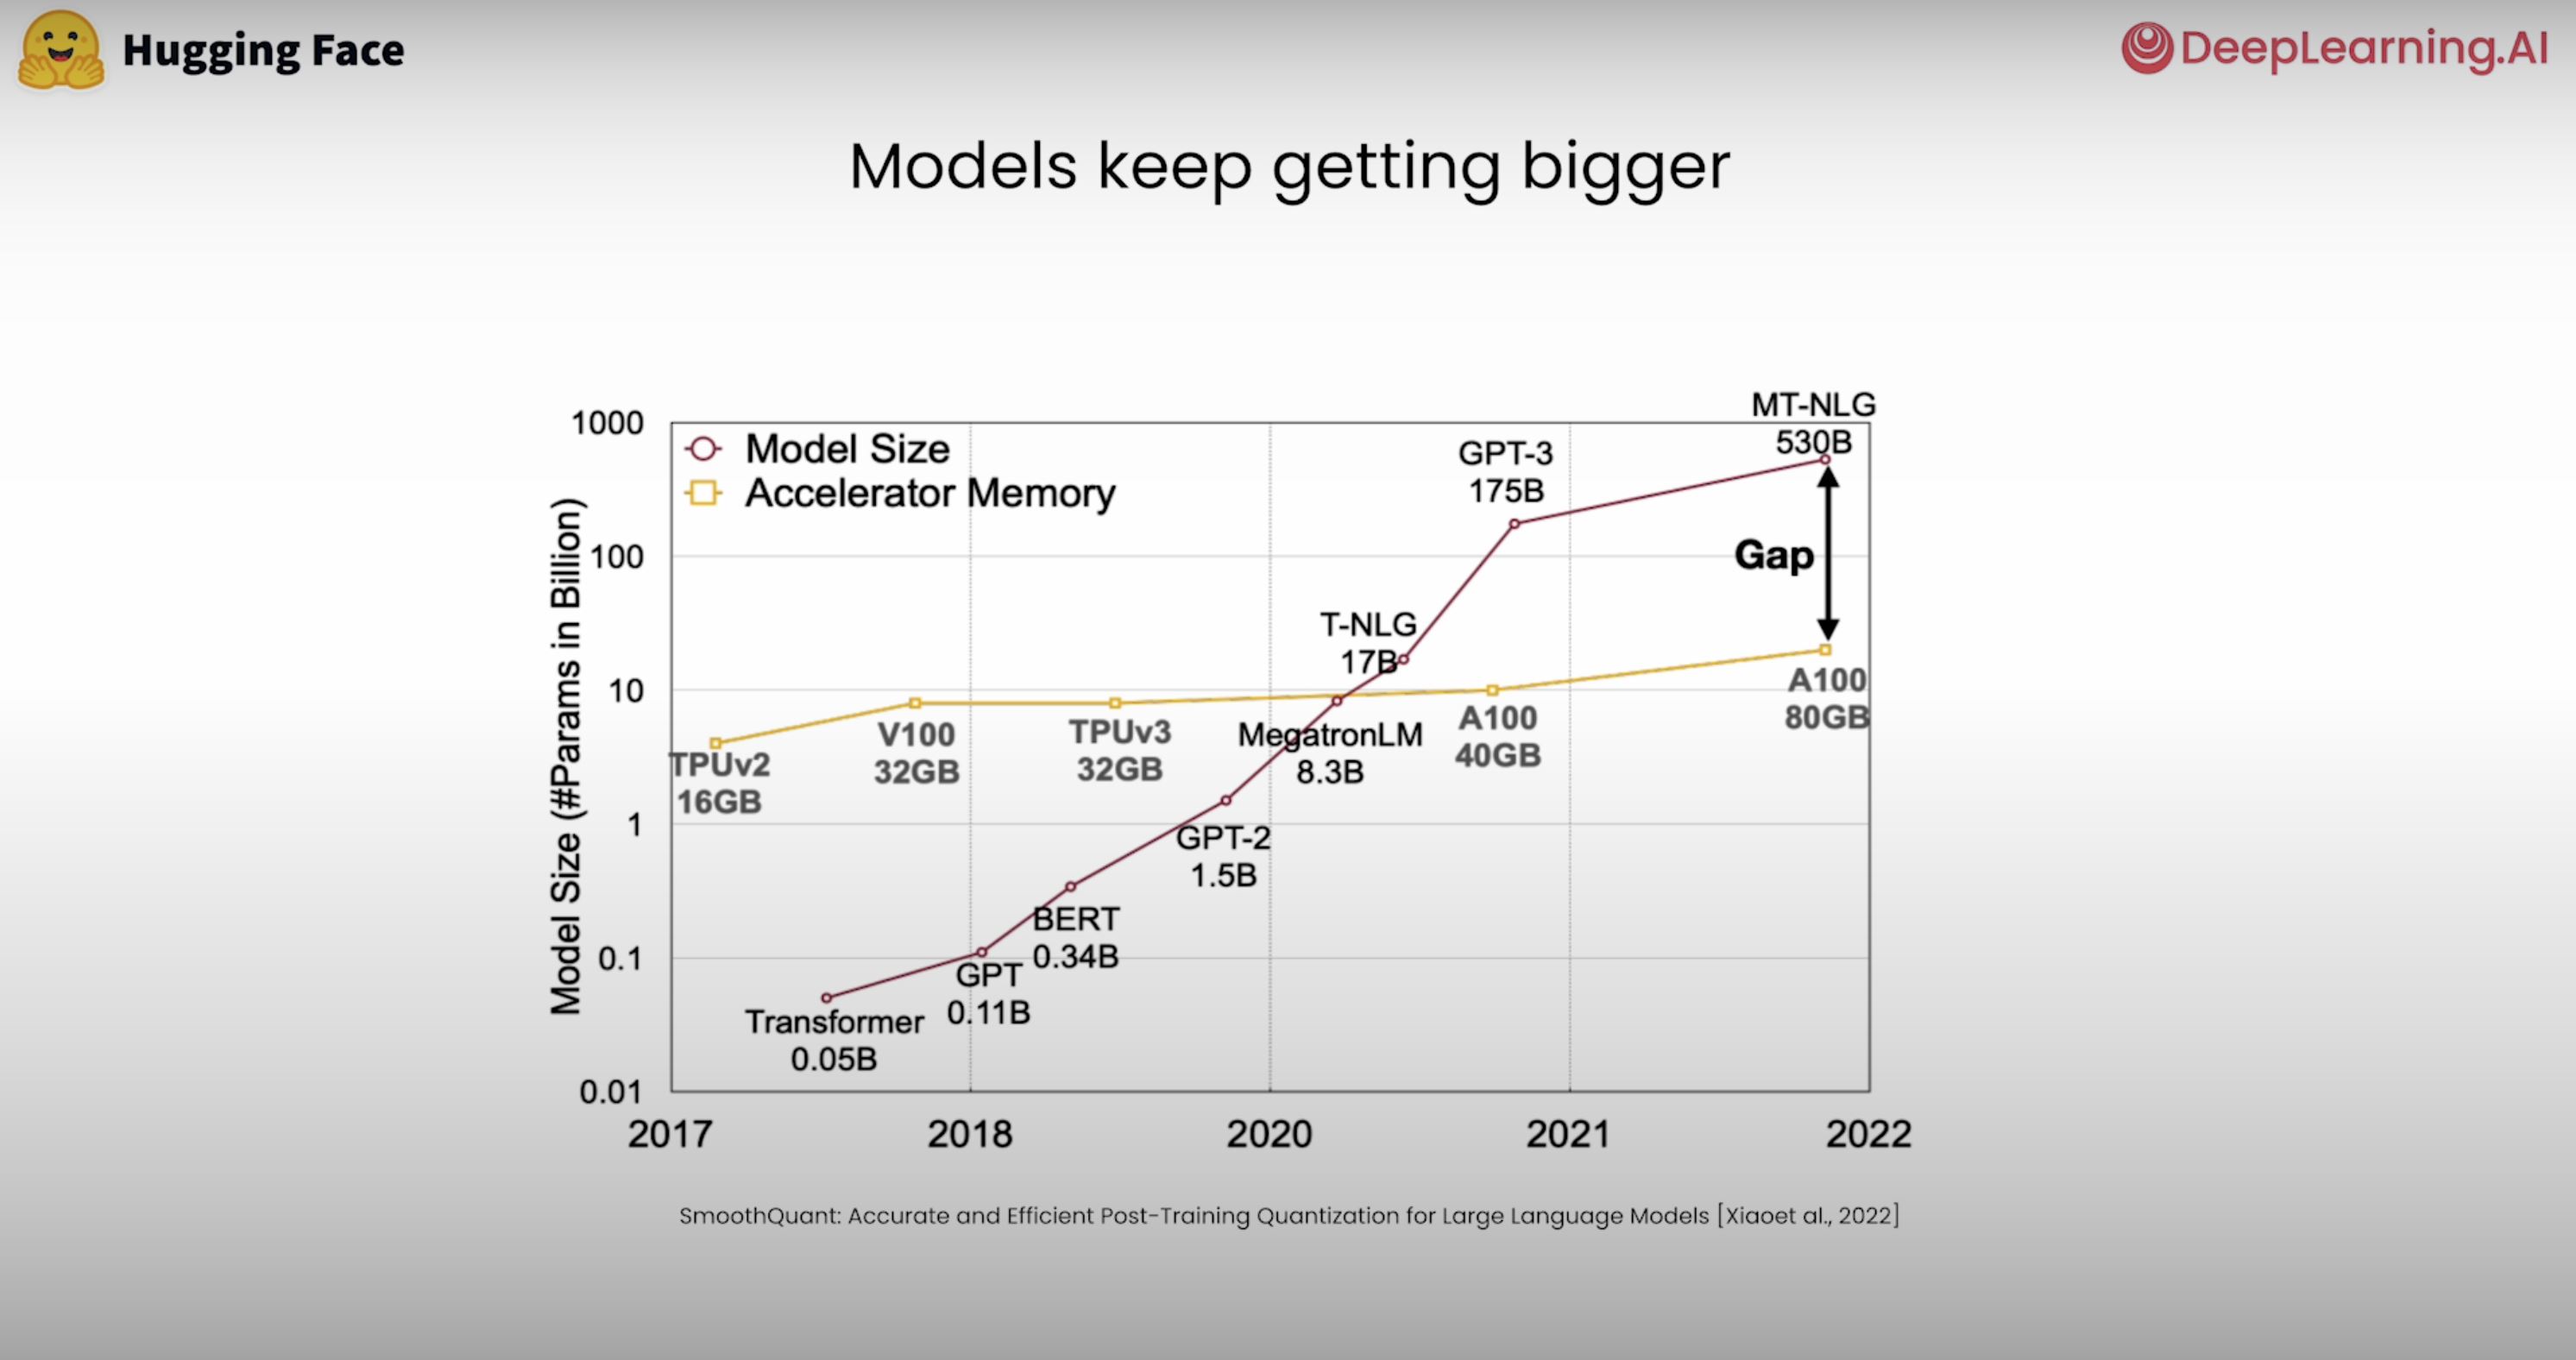 Hugging Face
DeepLearning.AI
Models keep getting bigger
Model Size (#Params in Billion)
1000
100
10
1
0.1
0.01
Model Size
Accelerator Memory
MT-NLG
530B
GPT-3
175B
Gap
T-NLG
17B
A100
80GB
A100
40GB
MegatronLM
8.3B
TPUv3
32GB
V100
32GB
TPUv2
16GB
GPT-2
1.5B
BERT
0.34B
GPT
0.11B
Transformer
0.05B
2017
2018
2020
2021
2022
SmoothQuant: Accurate and Efficient Post-Training Quantization for Large Language Models [Xiaoet al., 2022]